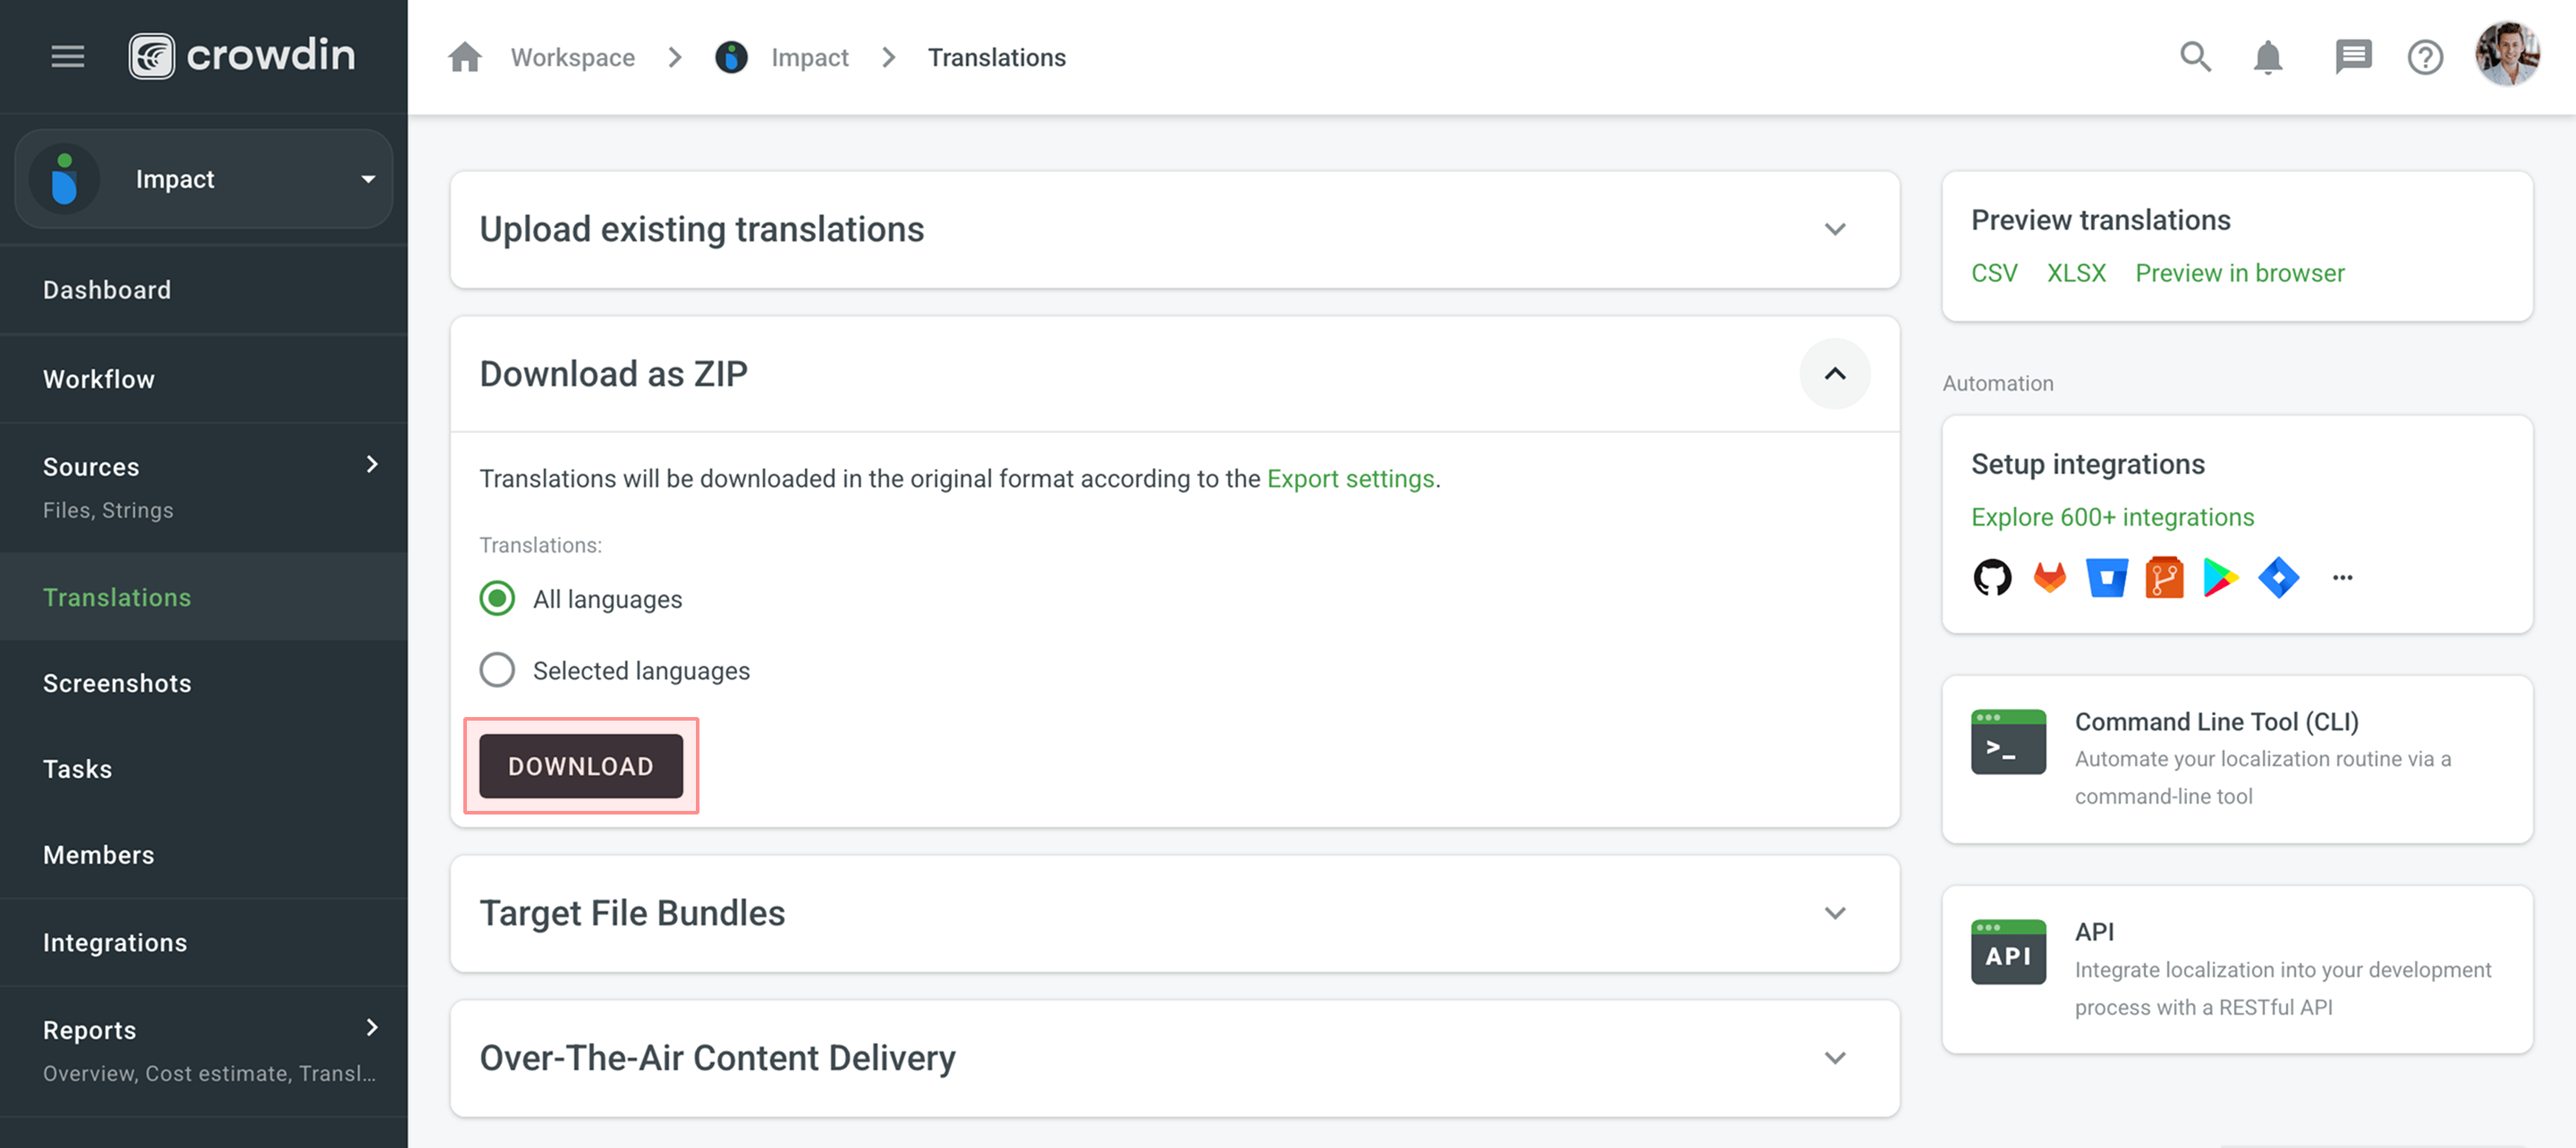 crowdin
Workspace
Impact
Translations
Impact
Dashboard
Workflow
Sources
Files, Strings
Translations
Screenshots
Tasks
Members
Integrations
Reports
Overview, Cost estimate, Transl...
Upload existing translations
Download as ZIP
Translations will be downloaded in the original format according to the Export settings.
Translations:
All languages
Selected languages
DOWNLOAD
Target File Bundles
Over-The-Air Content Delivery
Preview translations
CSV XLSX Preview in browser
Automation
Setup integrations
Explore 600+ integrations
Command Line Tool (CLI)
Automate your localization routine via a
command-line tool
API
API
Integrate localization into your development
process with a RESTful API